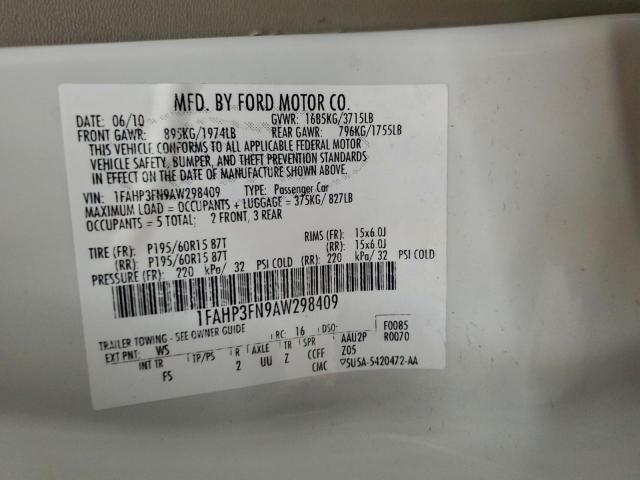 MFD. BY FORD MOTOR CO.
DATE: 06/10 GVWR: 1685KG/3715LB
FRONT GAWR: 895KG/1974LB REAR GAWR: 796KG/1755LB
THIS VEHICLE CONFORMS TO ALL APPLICABLE FEDERAL MOTOR
VEHICLE SAFETY, BUMPER, AND THEFT PREVENTION STANDARDS
IN EFFECT ON THE DATE OF MANUFACTURE SHOWN ABOVE.
VIN: 1FAHP3FN9AW298409 TYPE: Passenger Car
MAXIMUM LOAD = OCCUPANTS + LUGGAGE = 375KG/ 827LB
OCCUPANTS = 5 TOTAL: 2 FRONT, 3 REAR
TIRE (FR): P195/60R15 87T RIMS (FR): 15x6.0J
(RR): P195/60R15 87T (RR): 15x6.0J
PRESSURE (FR): 220 kPa/ 32 PSI COLD (RR): 220 kPa/ 32 PSI COLD
1FAHP3FN9AW298409
TRAILER TOWING - SEE OWNER GUIDE RC: 16 DSO: F0085
EXT PNT: WS R0070
INT TR TP/PS R AXLE TR SPR AAU2P
FS 2 UU Z CCFF Z05
CMC 5U5A-5420472-AA